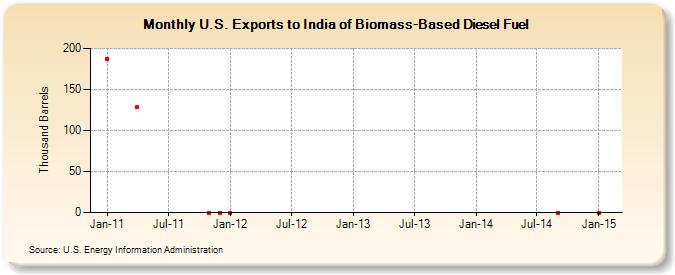 Monthly U.S. Exports to India of Biomass-Based Diesel Fuel
Thousand Barrels
200
150
100
50
0
Jan-11 Jul-11 Jan-12 Jul-12 Jan-13 Jul-13 Jan-14 Jul-14 Jan-15
Source: U.S. Energy Information Administration